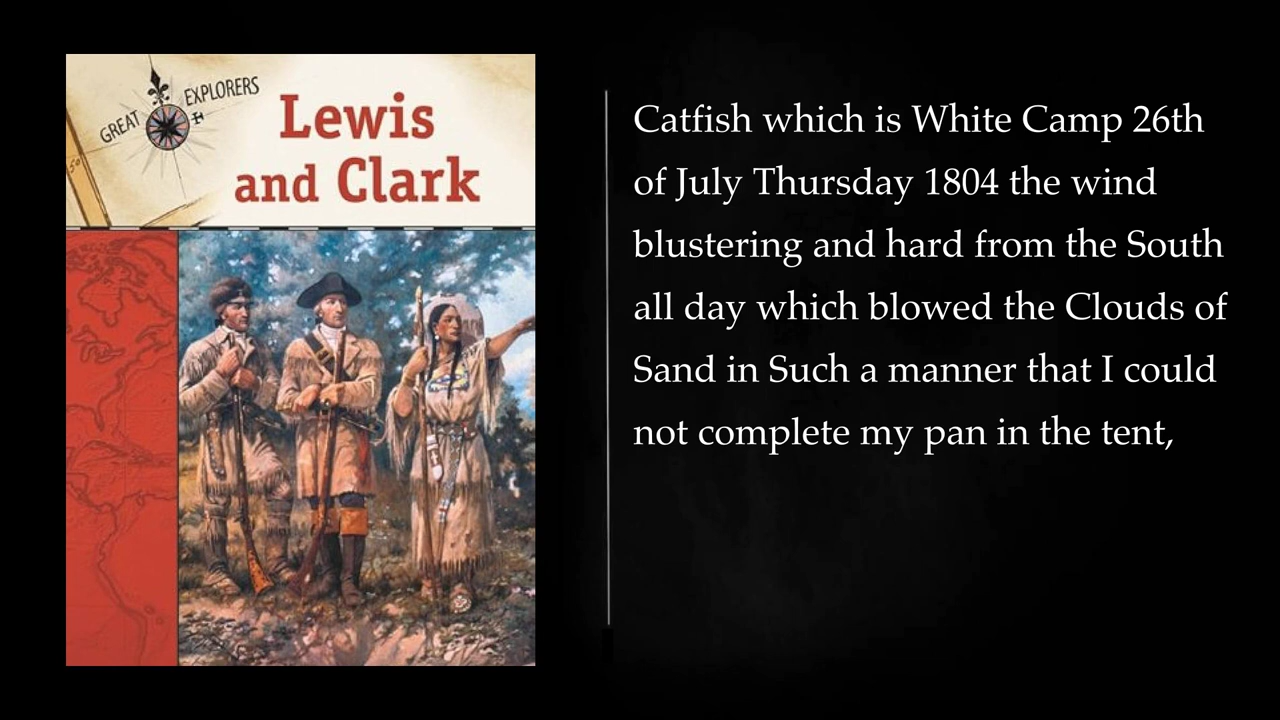 GREAT EXPLORERS
Lewis
and Clark
50
Catfish which is White Camp 26th
of July Thursday 1804 the wind
blustering and hard from the South
all day which blowed the Clouds of
Sand in Such a manner that I could
not complete my pan in the tent,